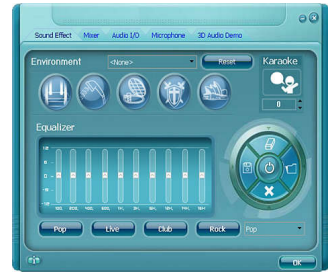 Sound Effect Mixer Audio I/O Microphone 3D Audio Demo
Environment <None> Reset Karaoke
0
Equalizer
Pop Live Club Rock Pop
OK